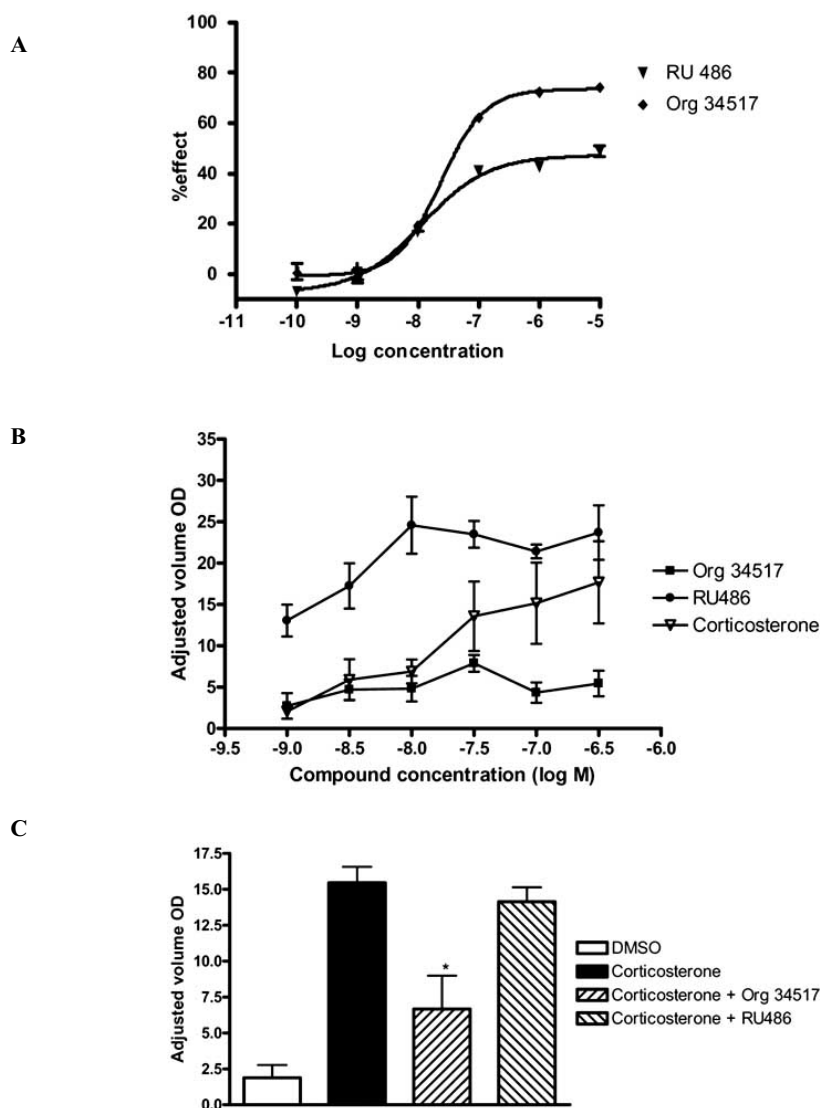 A
%effect
100
80
60
40
20
0
-11
-10
-9
-8
-7
-6
-5
Log concentration
RU 486
Org 34517
B
Adjusted volume OD
35
30
25
20
15
10
5
0
-9.5
-9.0
-8.5
-8.0
-7.5
-7.0
-6.5
-6.0
Compound concentration (log M)
Org 34517
RU486
Corticosterone
C
Adjusted volume OD
17.5
15.0
12.5
10.0
7.5
5.0
2.5
0.0
*
DMSO
Corticosterone
Corticosterone + Org 34517
Corticosterone + RU486